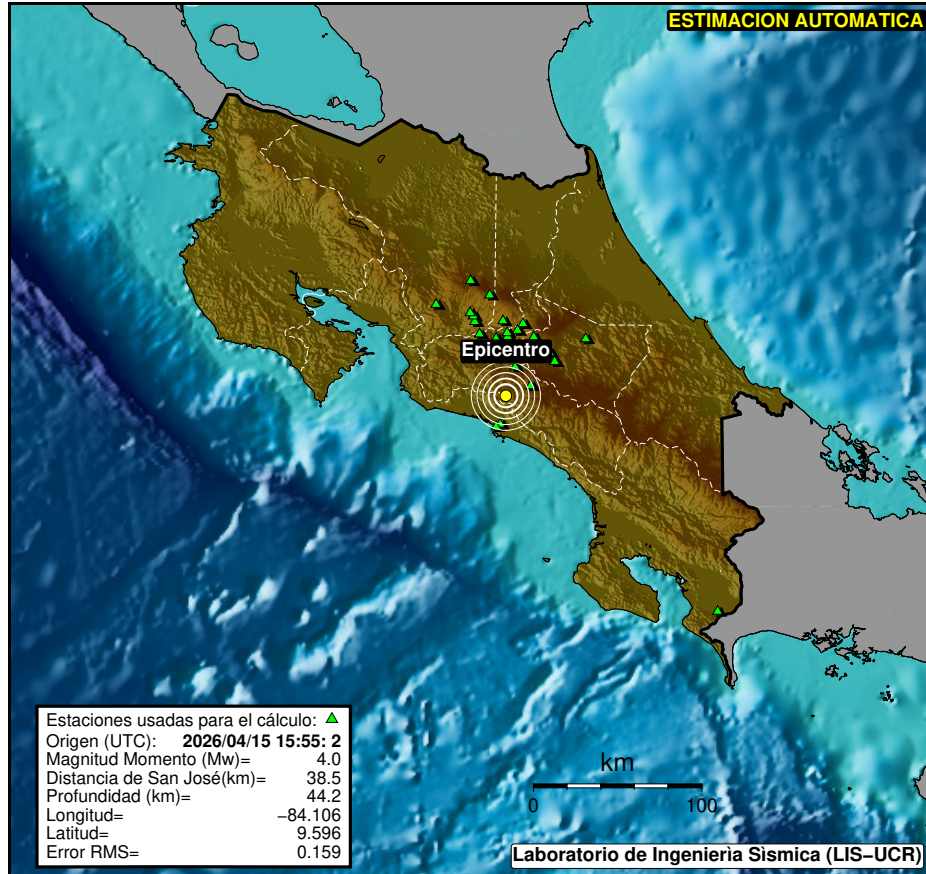 ESTIMACION AUTOMATICA
Epicentro
Estaciones usadas para el cálculo:
Origen (UTC): 2026/04/15 15:55: 2
Magnitud Momento (Mw)= 4.0
Distancia de San José(km)= 38.5
Profundidad (km)= 44.2
Longitud= −84.106
Latitud= 9.596
Error RMS= 0.159
km
0 100
Laboratorio de Ingenierìa Sìsmica (LIS−UCR)